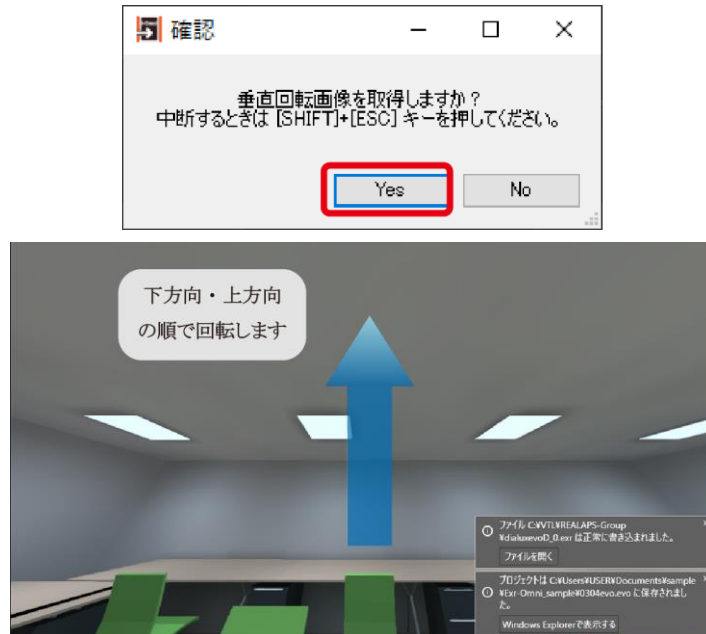 確認
垂直回転画像を取得しますか？
中断するときは [SHIFT]+[ESC] キーを押してください。
Yes
No
下方向・上方向
の順で回転します
ファイル C:¥VTL¥REALAPS-Group
¥dialuxevoD_0.exr は正常に書き込まれました。
ファイルを開く
プロジェクトは C:¥Users¥USER¥Documents¥sample
¥Exr-Omni_sample¥0304evo.evo に保存されまし
た。
Windows Explorerで表示する